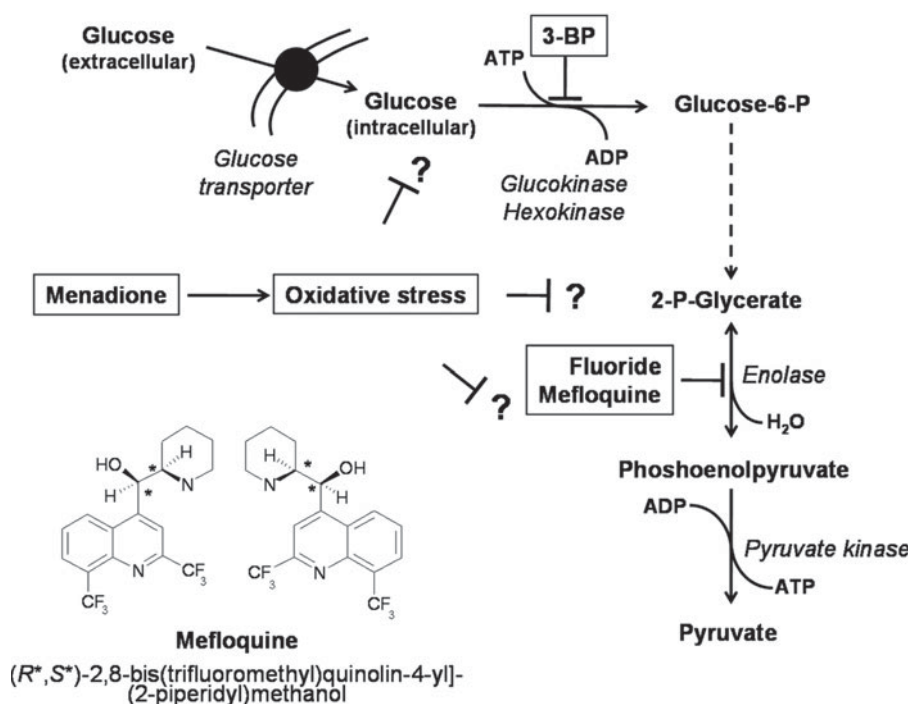 Glucose
(extracellular)
Glucose
transporter
Glucose
(intracellular)
?
3-BP
ATP
ADP
Glucokinase
Hexokinase
Glucose-6-P
Menadione
Oxidative stress
?
2-P-Glycerate
?
Fluoride
Mefloquine
Enolase
H₂O
Phoshoenolpyruvate
ADP
Pyruvate kinase
ATP
Pyruvate
HO
H
*
H
*
N
N
CF₃
CF₃
H
*
OH
N
*
H
CF₃
N
CF₃
Mefloquine
(R*,S*)-2,8-bis(trifluoromethyl)quinolin-4-yl]-
(2-piperidyl)methanol